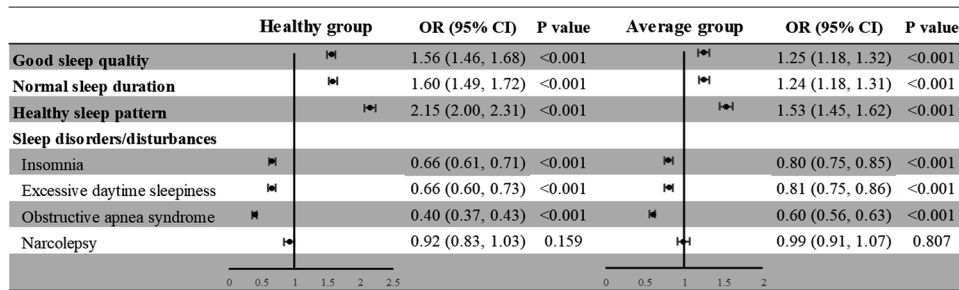 Healthy group OR (95% CI) P value Average group OR (95% CI) P value
Good sleep qualtiy 1.56 (1.46, 1.68) <0.001 1.25 (1.18, 1.32) <0.001
Normal sleep duration 1.60 (1.49, 1.72) <0.001 1.24 (1.18, 1.31) <0.001
Healthy sleep pattern 2.15 (2.00, 2.31) <0.001 1.53 (1.45, 1.62) <0.001
Sleep disorders/disturbances
Insomnia 0.66 (0.61, 0.71) <0.001 0.80 (0.75, 0.85) <0.001
Excessive daytime sleepiness 0.66 (0.60, 0.73) <0.001 0.81 (0.75, 0.86) <0.001
Obstructive apnea syndrome 0.40 (0.37, 0.43) <0.001 0.60 (0.56, 0.63) <0.001
Narcolepsy 0.92 (0.83, 1.03) 0.159 0.99 (0.91, 1.07) 0.807
0 0.5 1 1.5 2 2.5 0 0.5 1 1.5 2